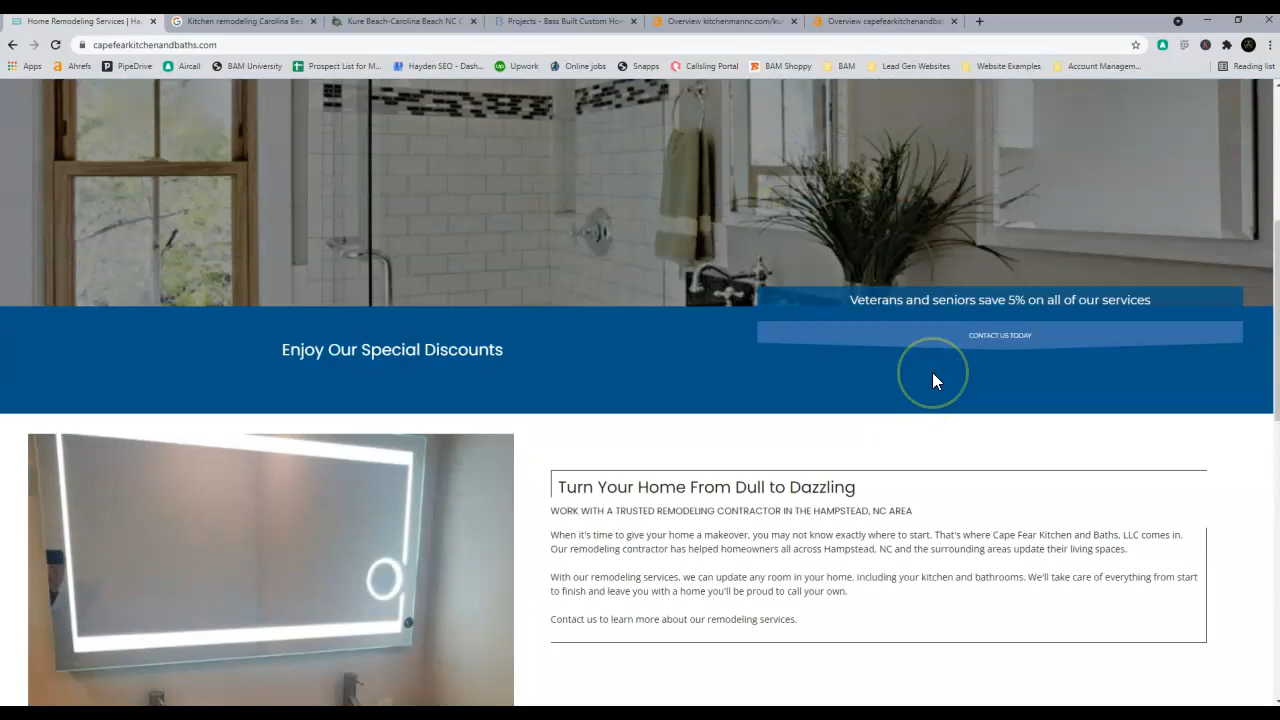 Home Remodeling Services | Ha
Kitchen remodeling Carolina Bea
Kure Beach-Carolina Beach NC C
Projects - Bass Built Custom Hom
Overview kitchenmannc.com/ku
Overview capefearkitchenandbat
capefearkitchenandbaths.com
Apps
Ahrefs
PipeDrive
Aircall
BAM University
Prospect List for M...
Hayden SEO - Dash...
Upwork
Online jobs
Snapps
Callsling Portal
BAM Shoppy
BAM
Lead Gen Websites
Website Examples
Account Managem...
Reading list
Veterans and seniors save 5% on all of our services
CONTACT US TODAY
Enjoy Our Special Discounts
Turn Your Home From Dull to Dazzling
WORK WITH A TRUSTED REMODELING CONTRACTOR IN THE HAMPSTEAD, NC AREA
When it's time to give your home a makeover, you may not know exactly where to start. That's where Cape Fear Kitchen and Baths, LLC comes in.
Our remodeling contractor has helped homeowners all across Hampstead, NC and the surrounding areas update their living spaces.
With our remodeling services, we can update any room in your home, including your kitchen and bathrooms. We'll take care of everything from start
to finish and leave you with a home you'll be proud to call your own.
Contact us to learn more about our remodeling services.